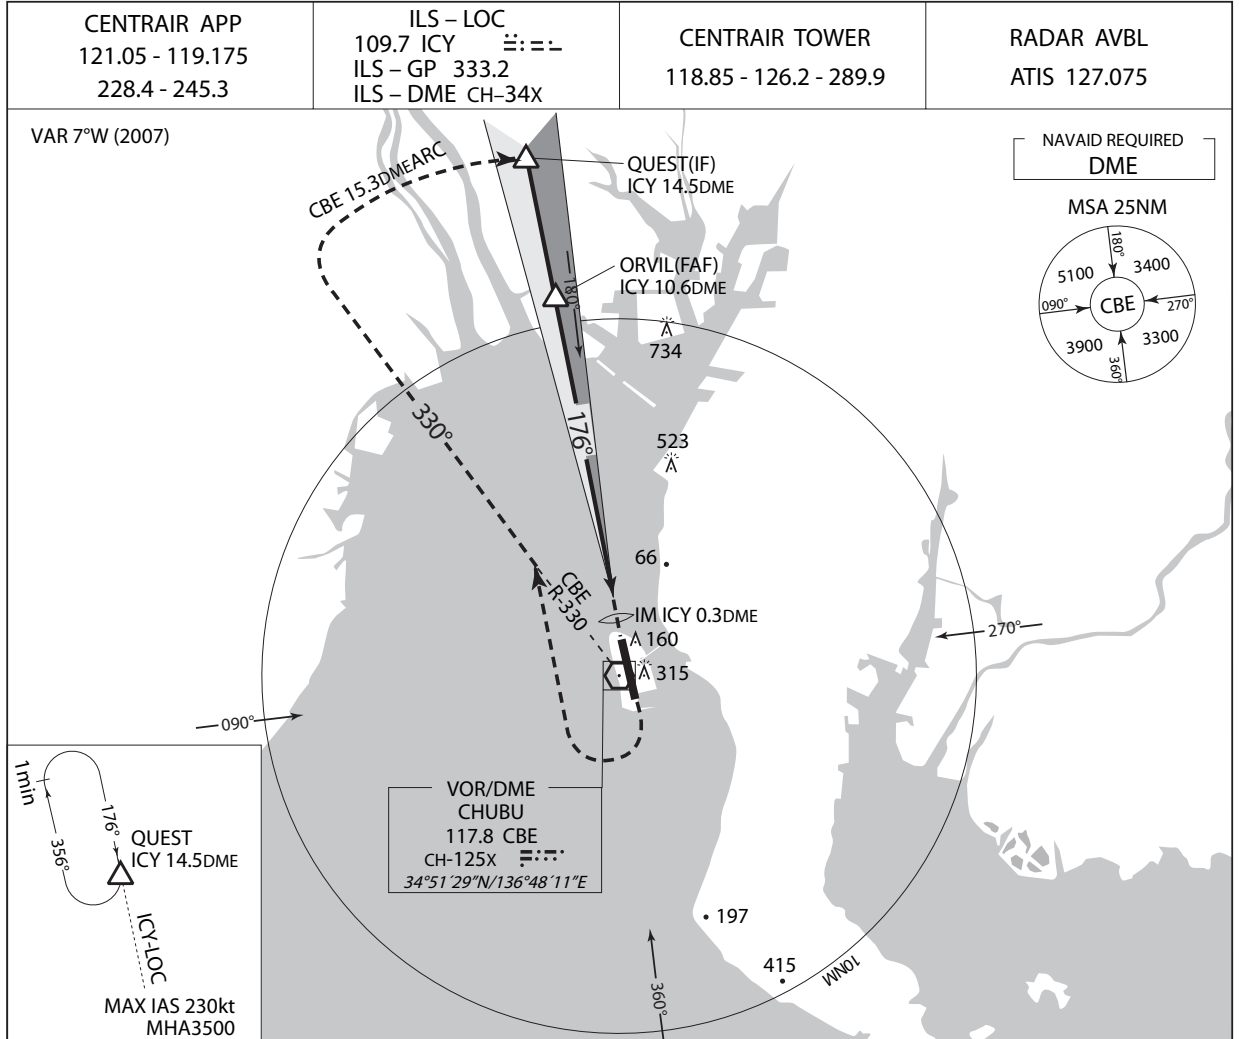 CENTRAIR APP
121.05 - 119.175
228.4 - 245.3
ILS – LOC
109.7 ICY
ILS – GP 333.2
ILS – DME CH–34X
CENTRAIR TOWER
118.85 - 126.2 - 289.9
RADAR AVBL
ATIS 127.075
VAR 7°W (2007)
NAVAID REQUIRED
DME
MSA 25NM
180°
5100
3400
090°
CBE
270°
3900
3300
360°
CBE 15.3DMEARC
QUEST(IF)
ICY 14.5DME
ORVIL(FAF)
ICY 10.6DME
180°
734
330°
176°
523
66
CBE
R-330
IM ICY 0.3DME
160
315
270°
090°
VOR/DME
CHUBU
117.8 CBE
CH-125X
34°51´29”N/136°48´11”E
1min
176°
356°
QUEST
ICY 14.5DME
ICY-LOC
MAX IAS 230kt
MHA3500
197
415
10NM
360°